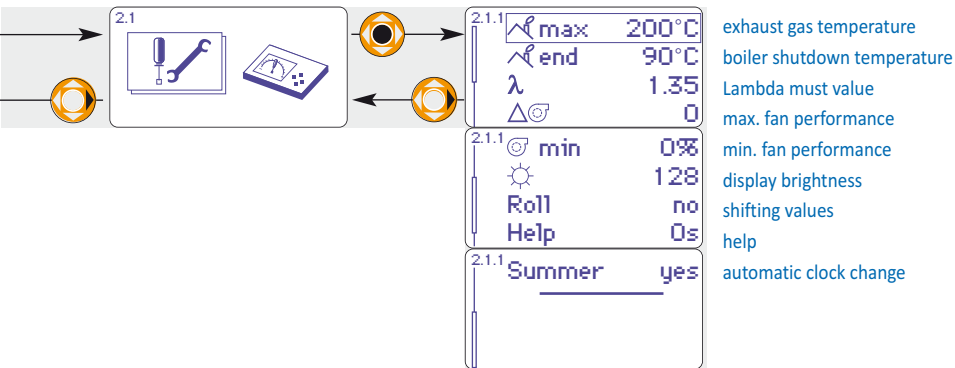 2.1
2.1.1
max 200°C exhaust gas temperature
end 90°C boiler shutdown temperature
λ 1.35 Lambda must value
Δ 0 max. fan performance
2.1.1
min 0% min. fan performance
128 display brightness
Roll no shifting values
Help 0s help
2.1.1
Summer yes automatic clock change